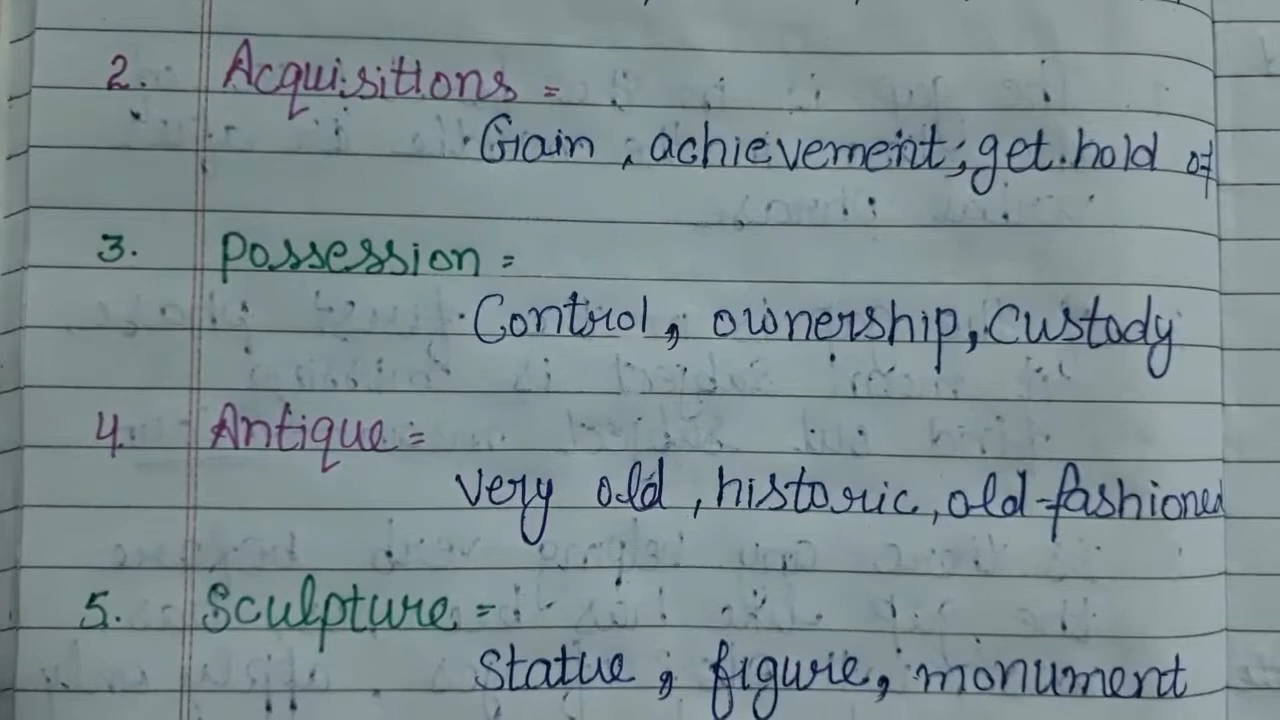 2. Acquisitions =
Gain, achievement, get hold of
3. Possession =
Control, ownership, Custody
4. Antique =
Very old, historic, old-fashioned
5. Sculpture =
Statue, figure, monument